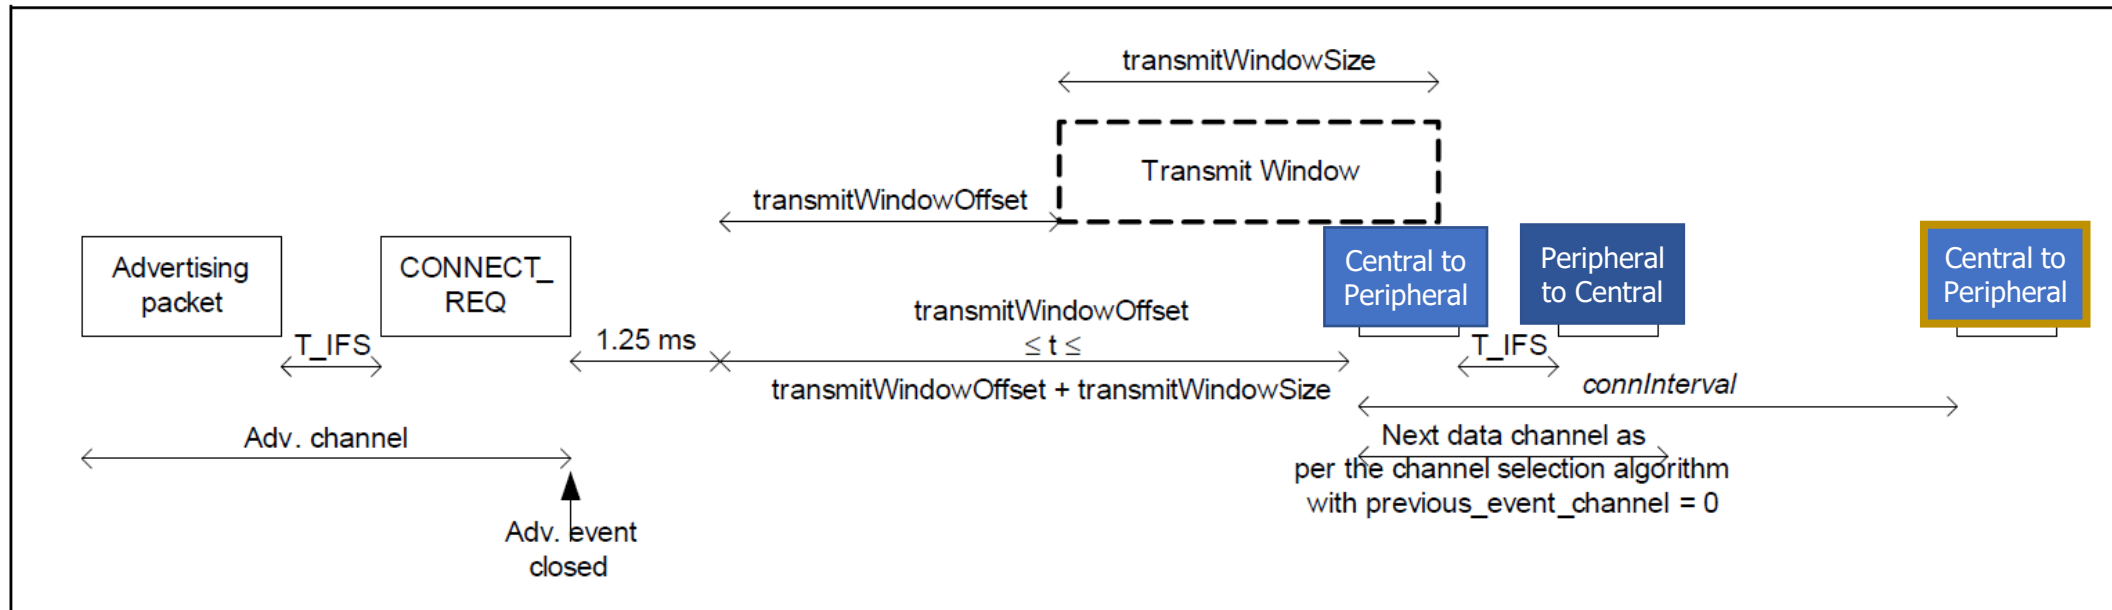 transmitWindowSize
Transmit Window
transmitWindowOffset
Advertising
packet
CONNECT_
REQ
Central to
Peripheral
Peripheral
to Central
Central to
Peripheral
T_IFS
1.25 ms
transmitWindowOffset
≤ t ≤
transmitWindowOffset + transmitWindowSize
T_IFS
connInterval
Adv. channel
Next data channel as
per the channel selection algorithm
with previous_event_channel = 0
Adv. event
closed